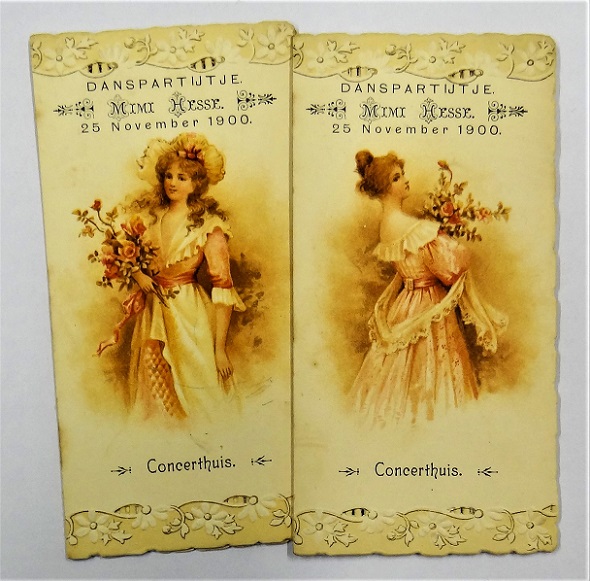 DANSPARTIJTJE.
MIMI HESSE.
25 November 1900.
Concerthuis.
DANSPARTIJTJE.
MIMI HESSE.
25 November 1900.
Concerthuis.